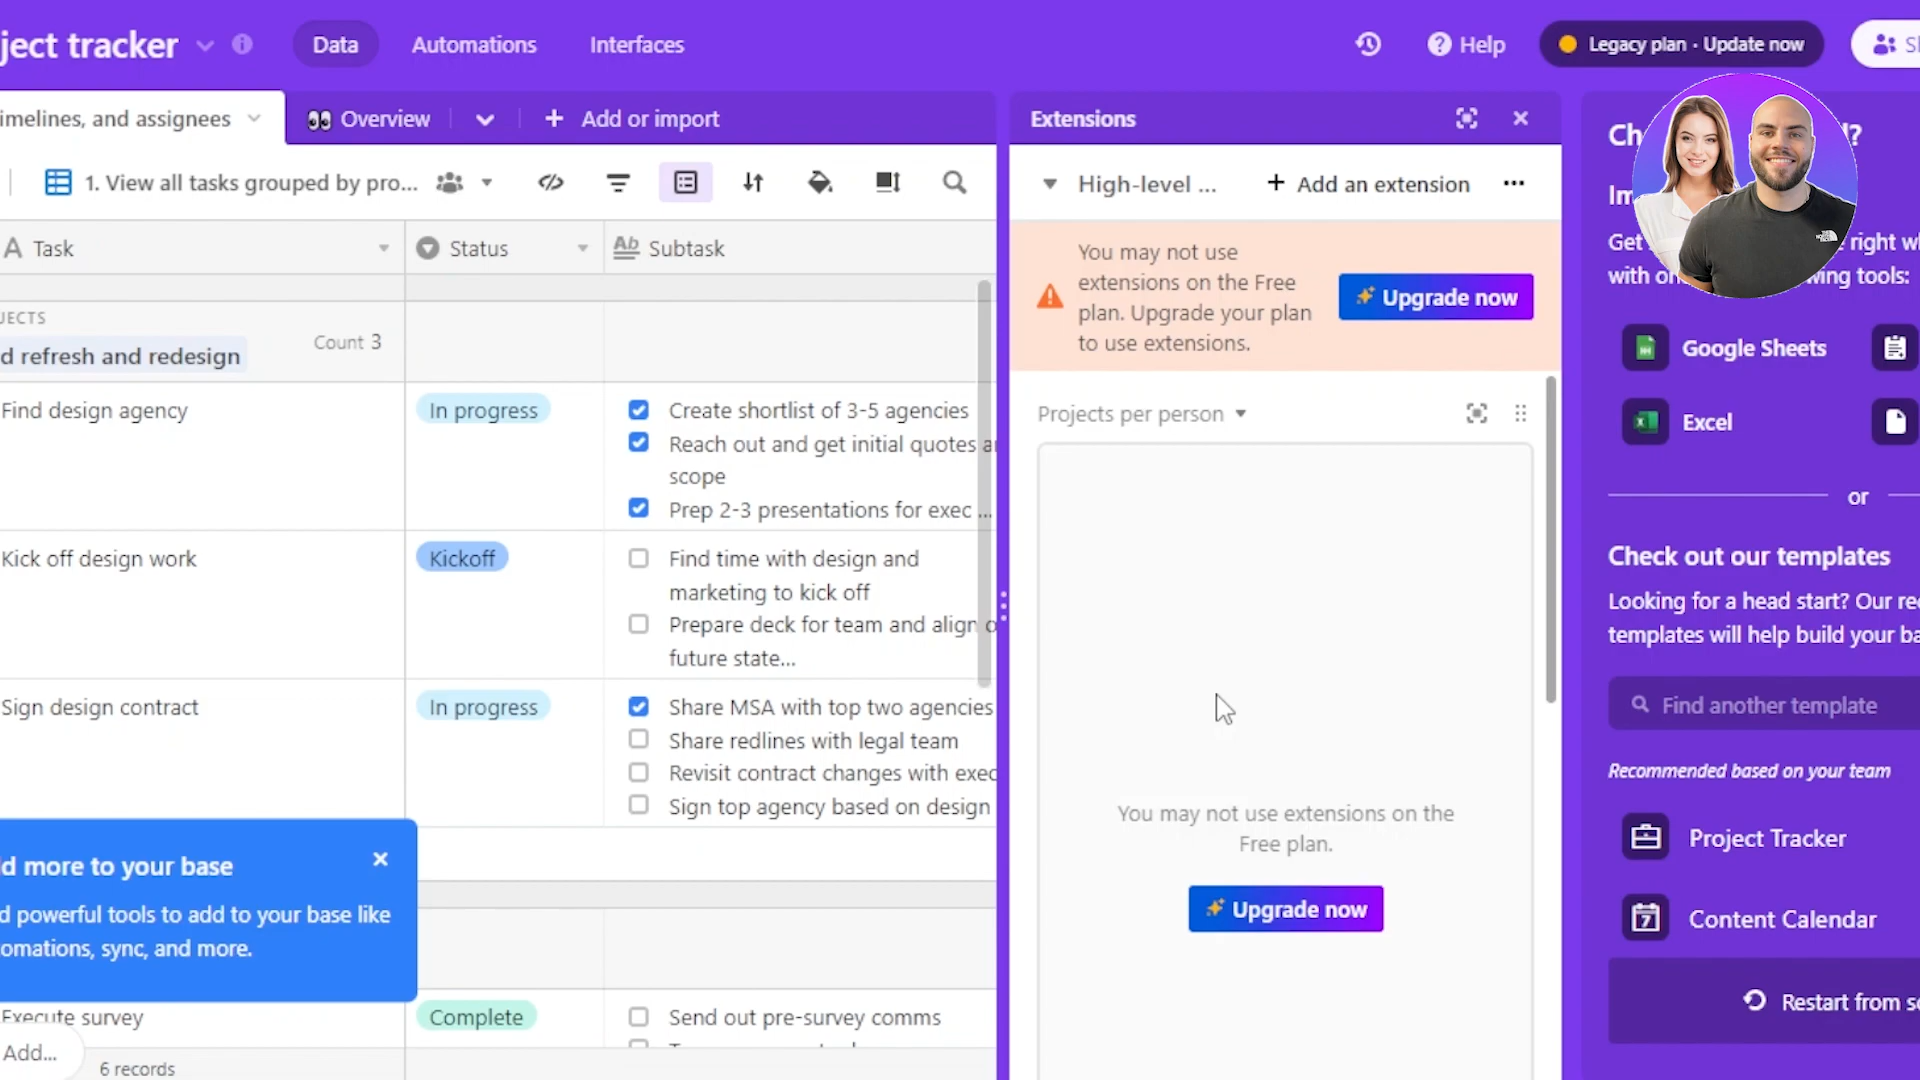 ject tracker
Data
Automations
Interfaces
Help
Legacy plan · Update now
imelines, and assignees
Overview
Add or import
1. View all tasks grouped by pro...
Task
Status
Subtask
JECTS
d refresh and redesign
Count 3
Find design agency
In progress
Create shortlist of 3-5 agencies
Reach out and get initial quotes a
scope
Prep 2-3 presentations for exec ...
Kick off design work
Kickoff
Find time with design and
marketing to kick off
Prepare deck for team and align o
future state...
Sign design contract
In progress
Share MSA with top two agencies
Share redlines with legal team
Revisit contract changes with exec
Sign top agency based on design
d more to your base
d powerful tools to add to your base like
omations, sync, and more.
Execute survey
Complete
Send out pre-survey comms
Add...
6 records
Extensions
High-level ...
Add an extension
You may not use
extensions on the Free
plan. Upgrade your plan
to use extensions.
Upgrade now
Projects per person
You may not use extensions on the
Free plan.
Upgrade now
Ch ?
Im
Get right wh
with on wing tools:
Google Sheets
Excel
or
Check out our templates
Looking for a head start? Our rec
templates will help build your ba
Find another template
Recommended based on your team
Project Tracker
Content Calendar
Restart from sc